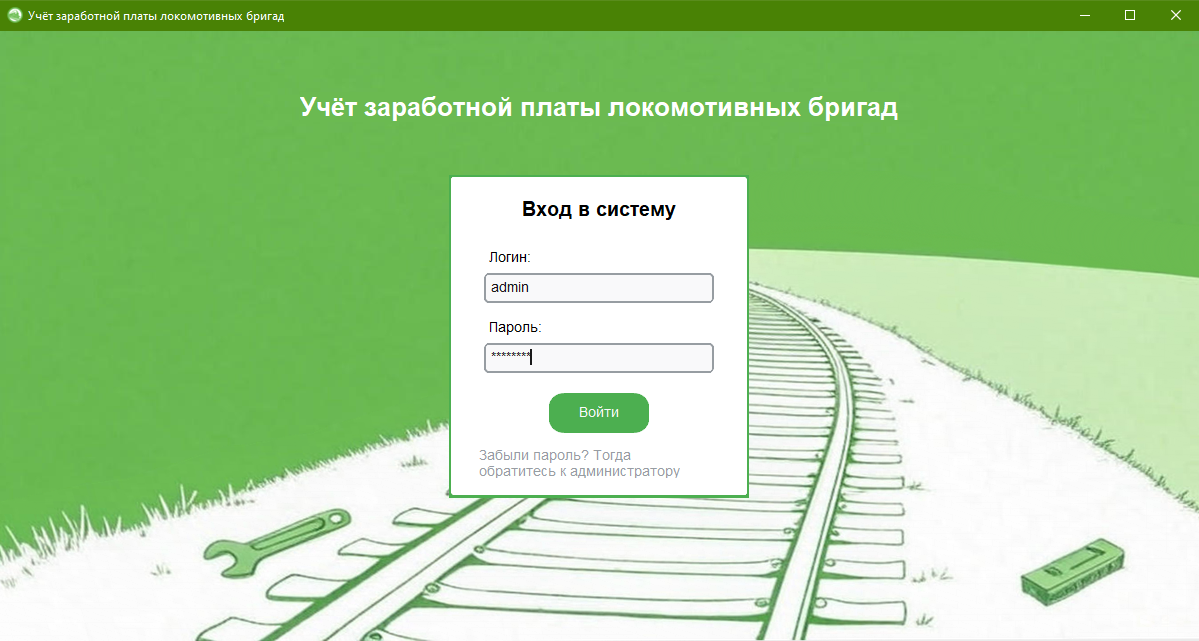 Учёт заработной платы локомотивных бригад
Учёт заработной платы локомотивных бригад
Вход в систему
Логин:
admin
Пароль:
********
Войти
Забыли пароль? Тогда
обратитесь к администратору